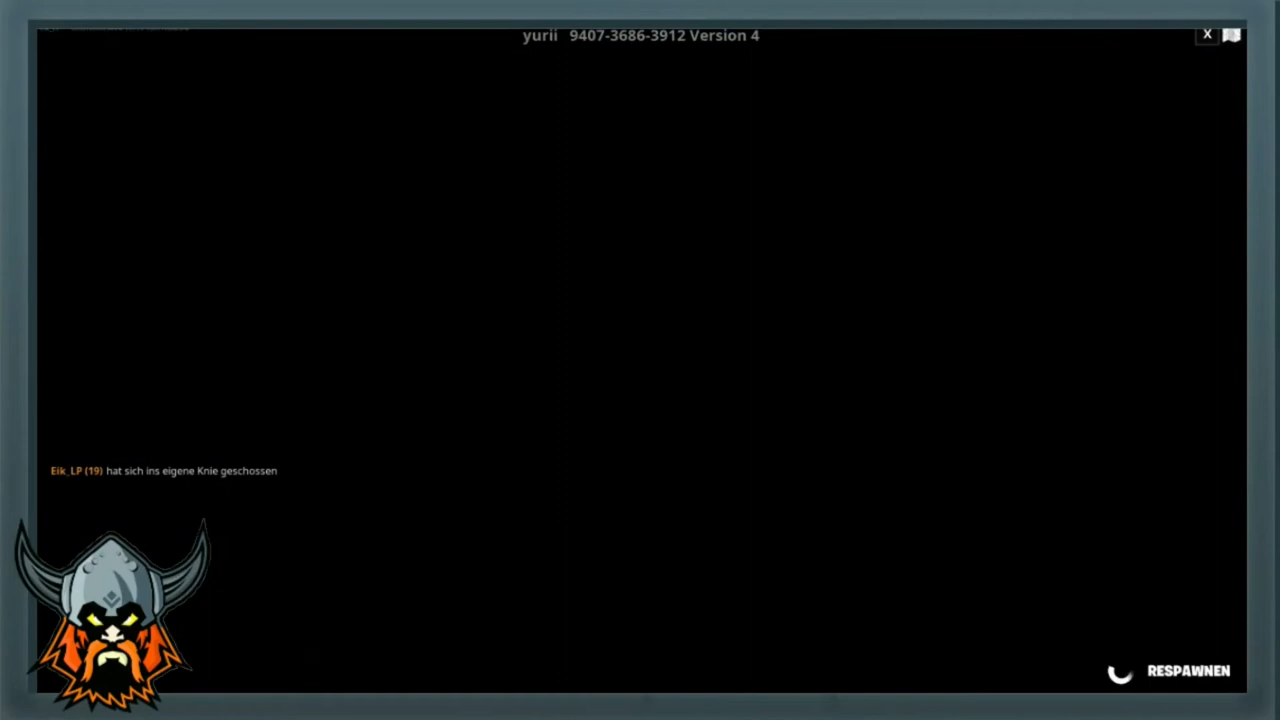 yurii 9407-3686-3912 Version 4
X
Eik_LP (19) hat sich ins eigene Knie geschossen
RESPAWNEN